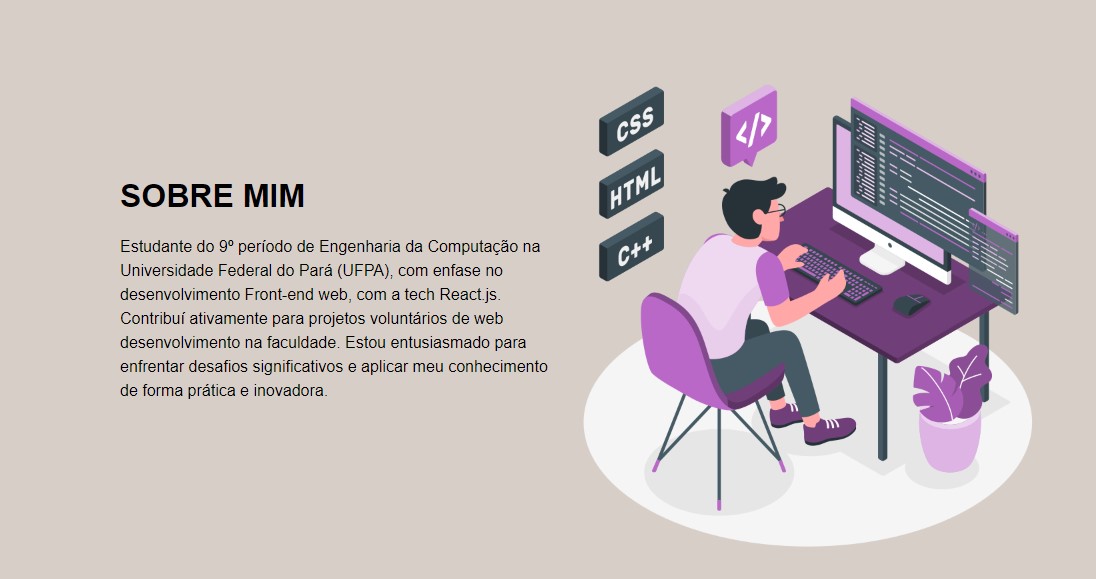 SOBRE MIM
Estudante do 9º período de Engenharia da Computação na
Universidade Federal do Pará (UFPA), com enfase no
desenvolvimento Front-end web, com a tech React.js.
Contribuí ativamente para projetos voluntários de web
desenvolvimento na faculdade. Estou entusiasmado para
enfrentar desafios significativos e aplicar meu conhecimento
de forma prática e inovadora.
CSS
</>
HTML
C++